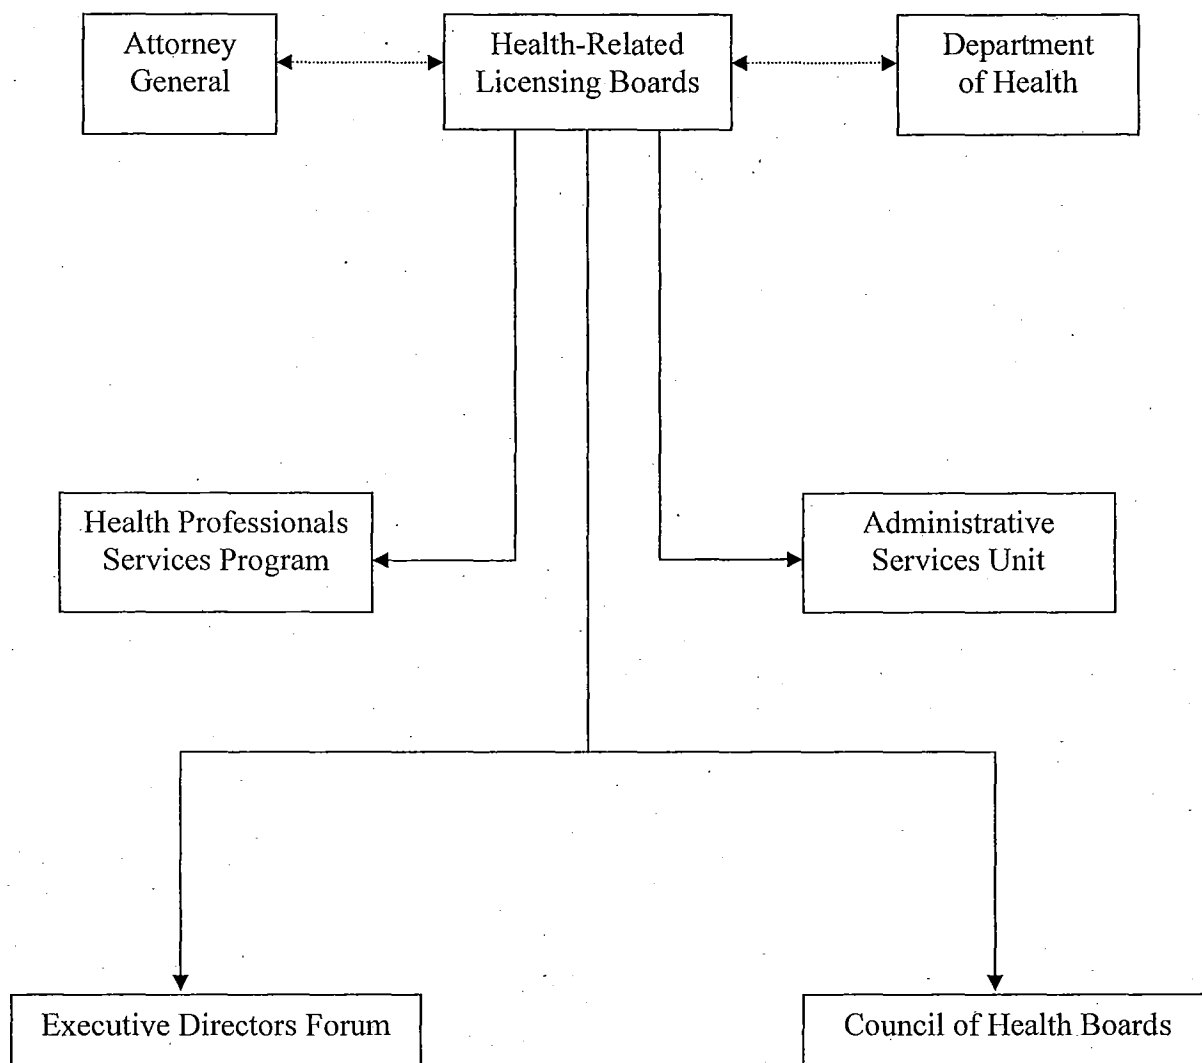 Attorney
General
Health-Related
Licensing Boards
Department
of Health
Health Professionals
Services Program
Administrative
Services Unit
Executive Directors Forum
Council of Health Boards